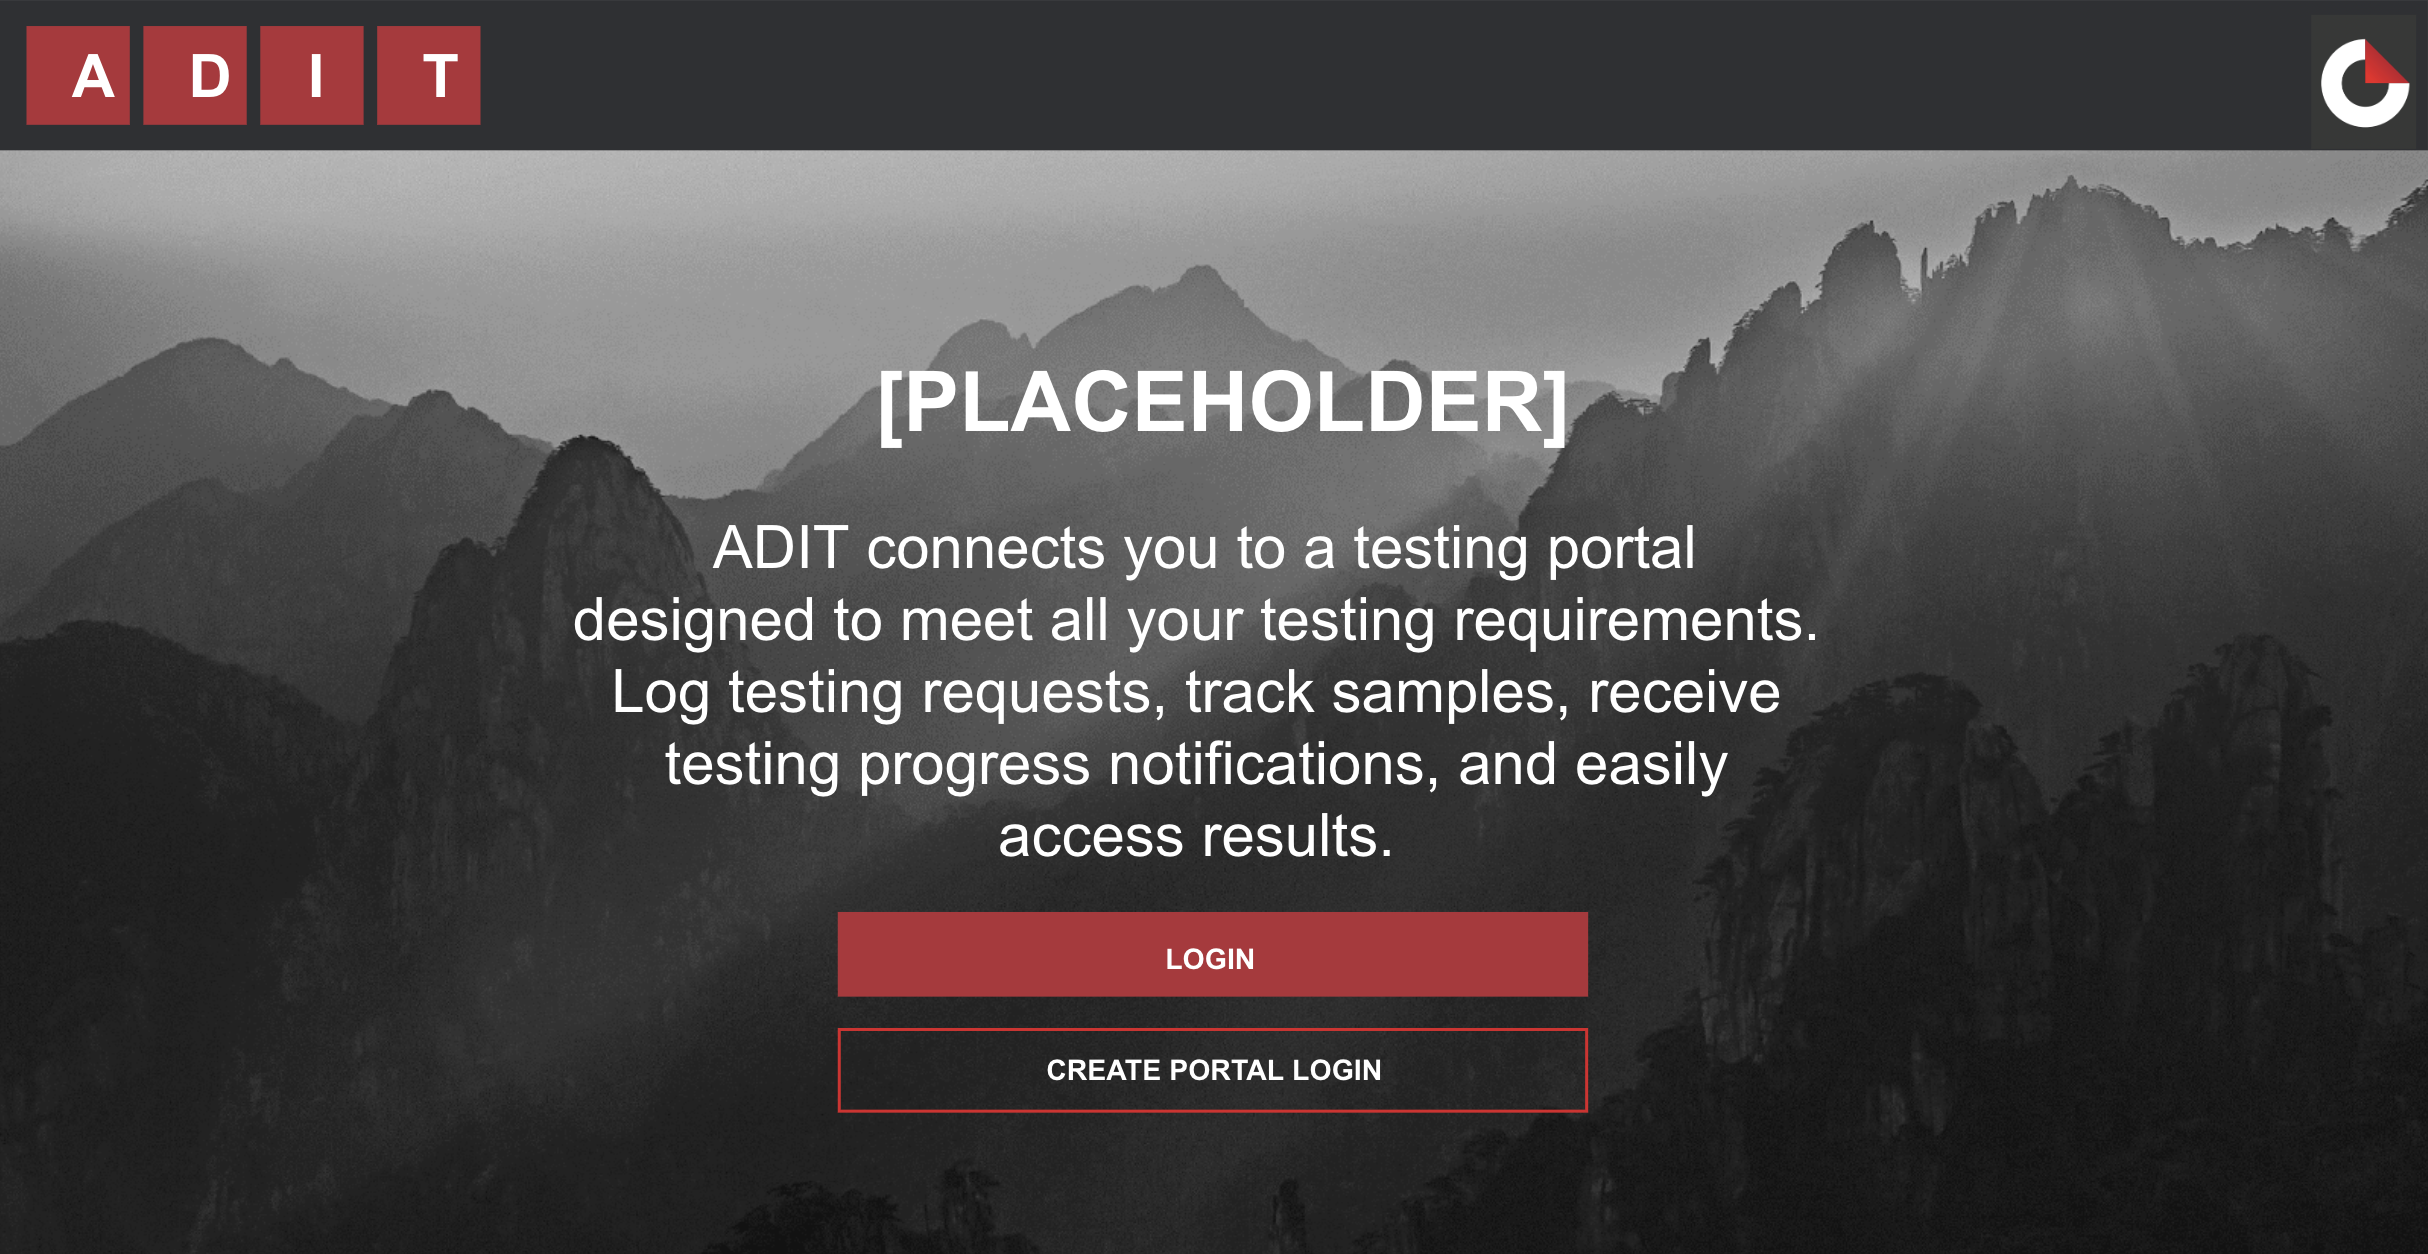 A D I T
[PLACEHOLDER]
ADIT connects you to a testing portal
designed to meet all your testing requirements.
Log testing requests, track samples, receive
testing progress notifications, and easily
access results.
LOGIN
CREATE PORTAL LOGIN